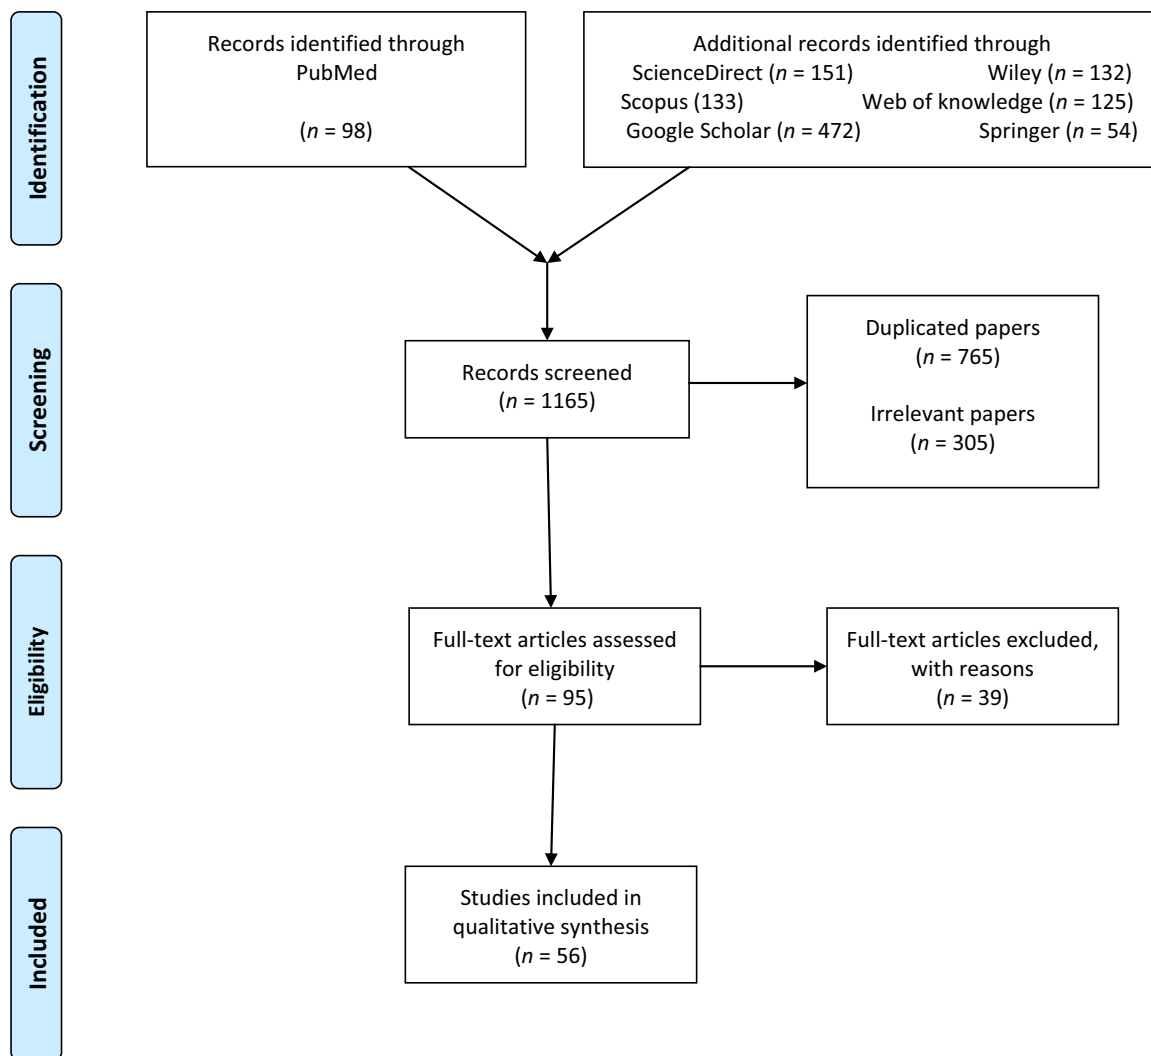 Identification
Records identified through
PubMed
(n = 98)
Additional records identified through
ScienceDirect (n = 151) Wiley (n = 132)
Scopus (133) Web of knowledge (n = 125)
Google Scholar (n = 472) Springer (n = 54)
Screening
Records screened
(n = 1165)
Duplicated papers
(n = 765)
Irrelevant papers
(n = 305)
Eligibility
Full-text articles assessed
for eligibility
(n = 95)
Full-text articles excluded,
with reasons
(n = 39)
Included
Studies included in
qualitative synthesis
(n = 56)